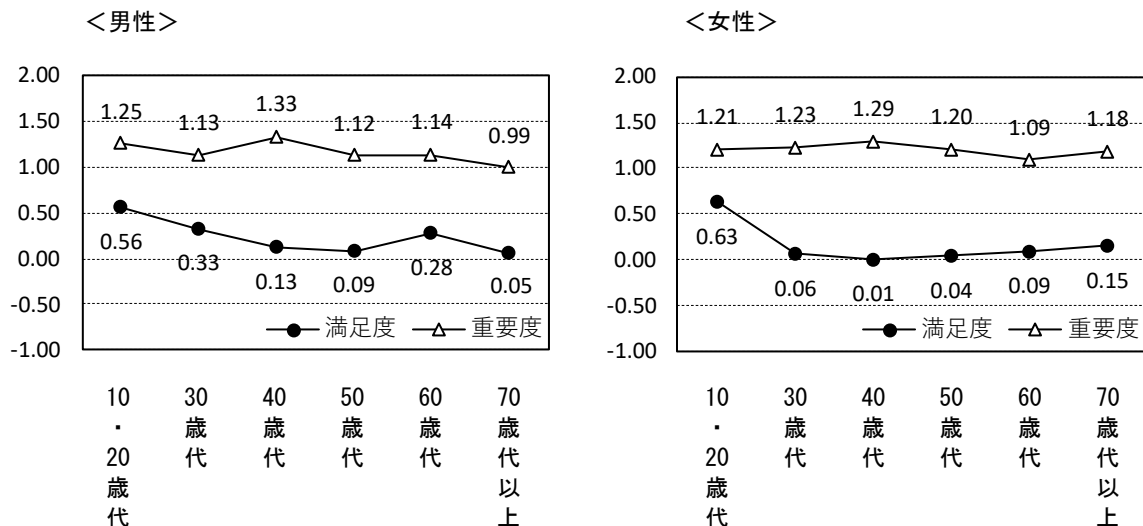 ＜男性＞
2.00
1.50
1.00
0.50
0.00
-0.50
-1.00
1.25
1.13
1.33
1.12
1.14
0.99
0.56
0.33
0.13
0.09
0.28
0.05
満足度
重要度
10・20歳代
30歳代
40歳代
50歳代
60歳代
70歳代以上
＜女性＞
2.00
1.50
1.00
0.50
0.00
-0.50
-1.00
1.21
1.23
1.29
1.20
1.09
1.18
0.63
0.06
0.01
0.04
0.09
0.15
満足度
重要度
10・20歳代
30歳代
40歳代
50歳代
60歳代
70歳代以上